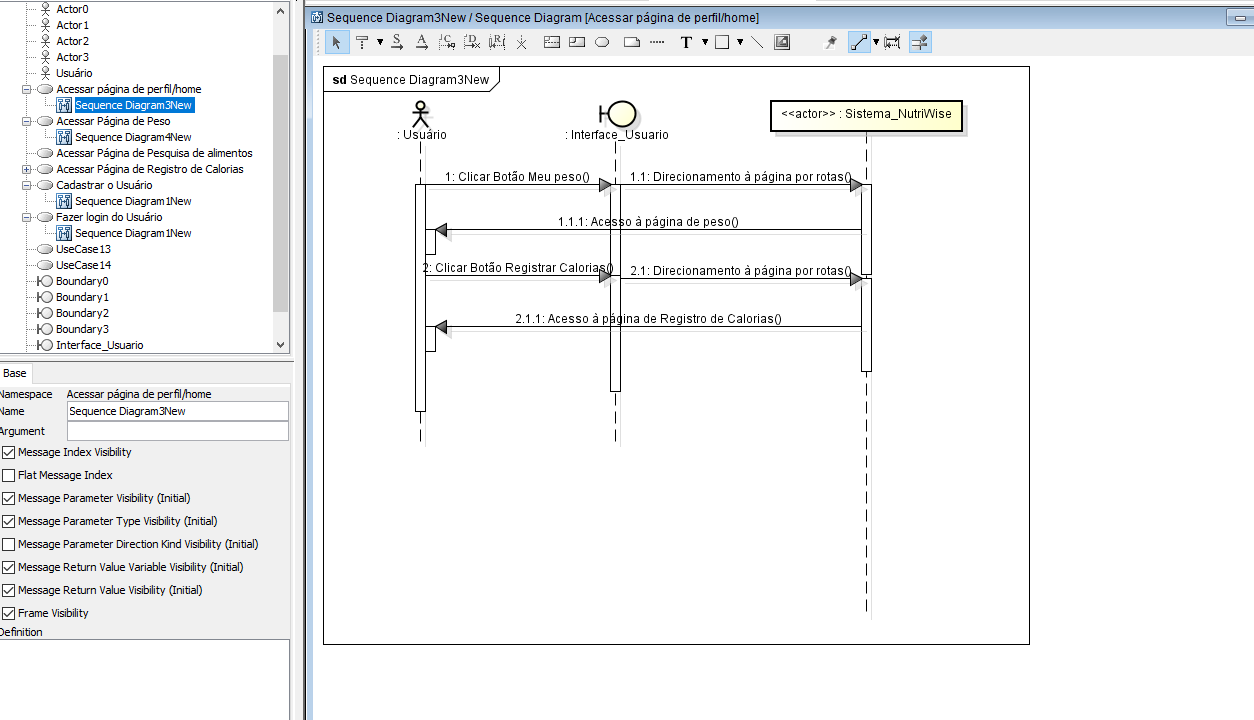 Actor0
Actor1
Actor2
Actor3
Usuário
Acessar página de perfil/home
Sequence Diagram3New
Acessar Página de Peso
Sequence Diagram4New
Acessar Página de Pesquisa de alimentos
Acessar Página de Registro de Calorias
Cadastrar o Usuário
Sequence Diagram1New
Fazer login do Usuário
Sequence Diagram1New
UseCase13
UseCase14
Boundary0
Boundary1
Boundary2
Boundary3
Interface_Usuario
Base
Namespace Acessar página de perfil/home
Name Sequence Diagram3New
Argument
Message Index Visibility
Flat Message Index
Message Parameter Visibility (Initial)
Message Parameter Type Visibility (Initial)
Message Parameter Direction Kind Visibility (Initial)
Message Return Value Variable Visibility (Initial)
Message Return Value Visibility (Initial)
Frame Visibility
Definition
Sequence Diagram3New / Sequence Diagram [Acessar página de perfil/home]
S A C D R T
sd Sequence Diagram3New
: Usuário
: Interface_Usuario
<<actor>> : Sistema_NutriWise
1: Clicar Botão Meu peso()
1.1: Direcionamento à página por rotas()
1.1.1: Acesso à página de peso()
2: Clicar Botão Registrar Calorias()
2.1: Direcionamento à página por rotas()
2.1.1: Acesso à página de Registro de Calorias()